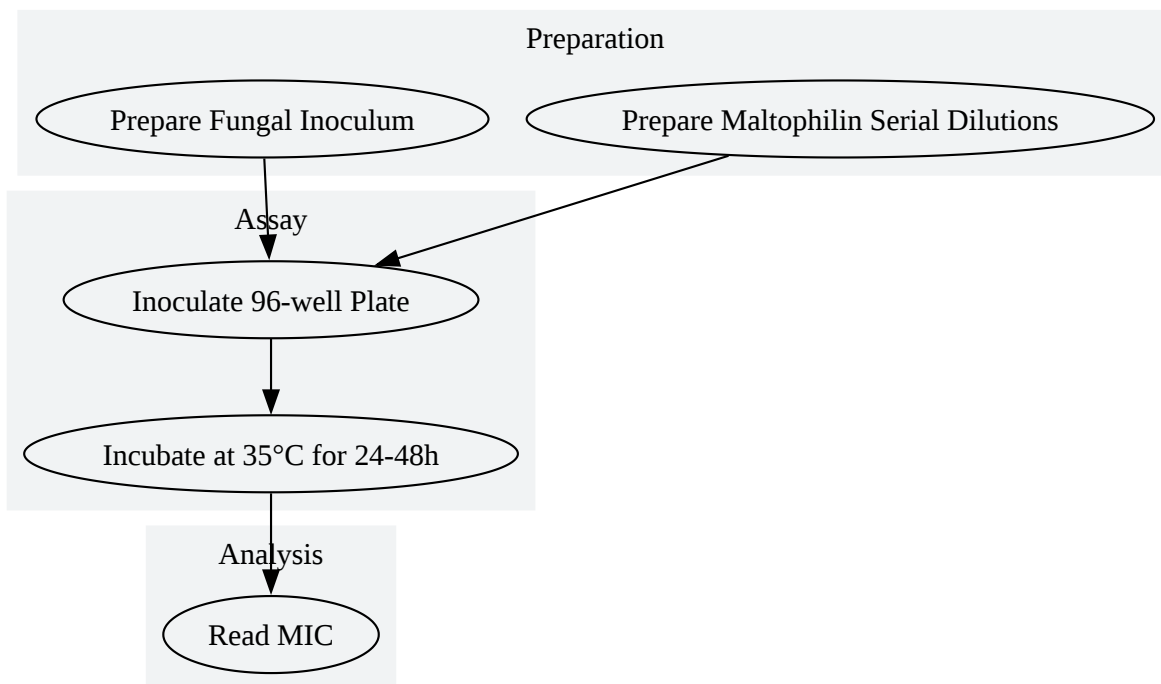 Preparation
Prepare Fungal Inoculum
Prepare Maltophilin Serial Dilutions
Assay
Inoculate 96-well Plate
Incubate at 35°C for 24-48h
Analysis
Read MIC